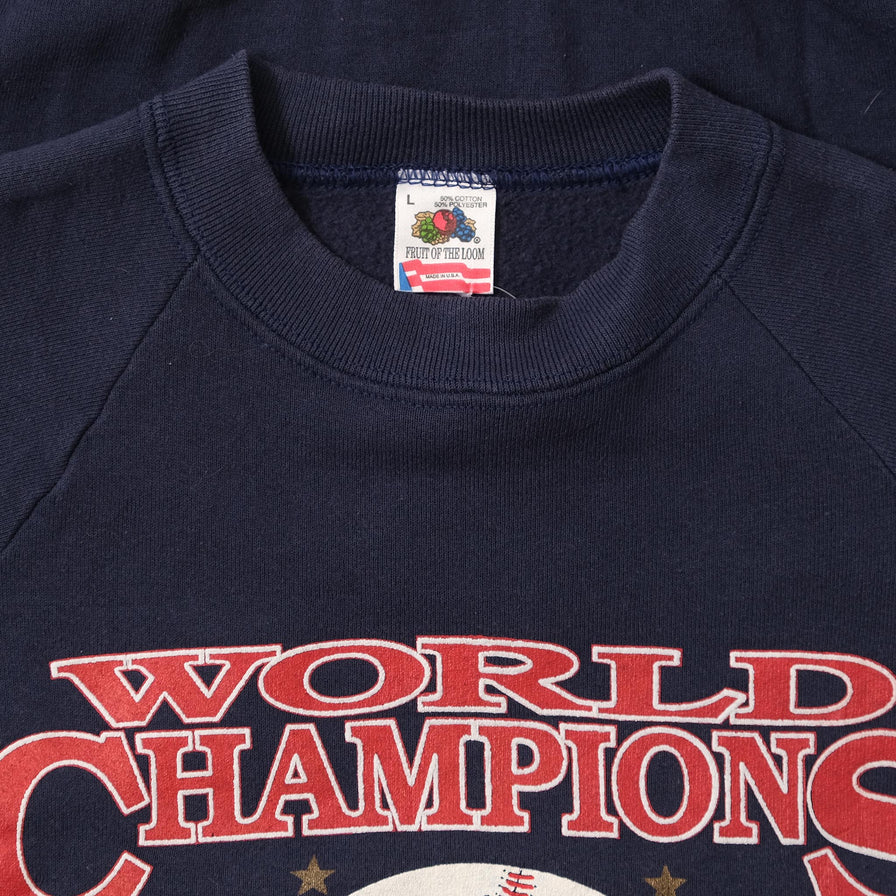 L
50% COTTON
50% POLYESTER
®
FRUIT OF THE LOOM
MADE IN U.S.A.
WORLD
CHAMPIONS